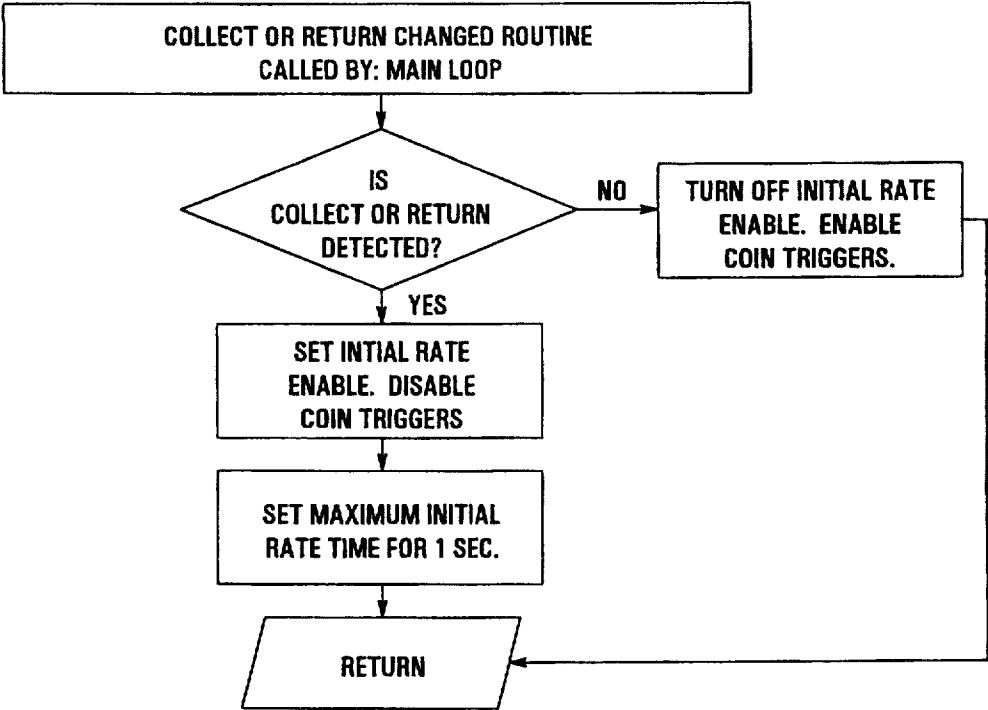 COLLECT OR RETURN CHANGED ROUTINE
CALLED BY: MAIN LOOP
IS
COLLECT OR RETURN
DETECTED?
NO
TURN OFF INITIAL RATE
ENABLE. ENABLE
COIN TRIGGERS.
YES
SET INTIAL RATE
ENABLE. DISABLE
COIN TRIGGERS
SET MAXIMUM INITIAL
RATE TIME FOR 1 SEC.
RETURN